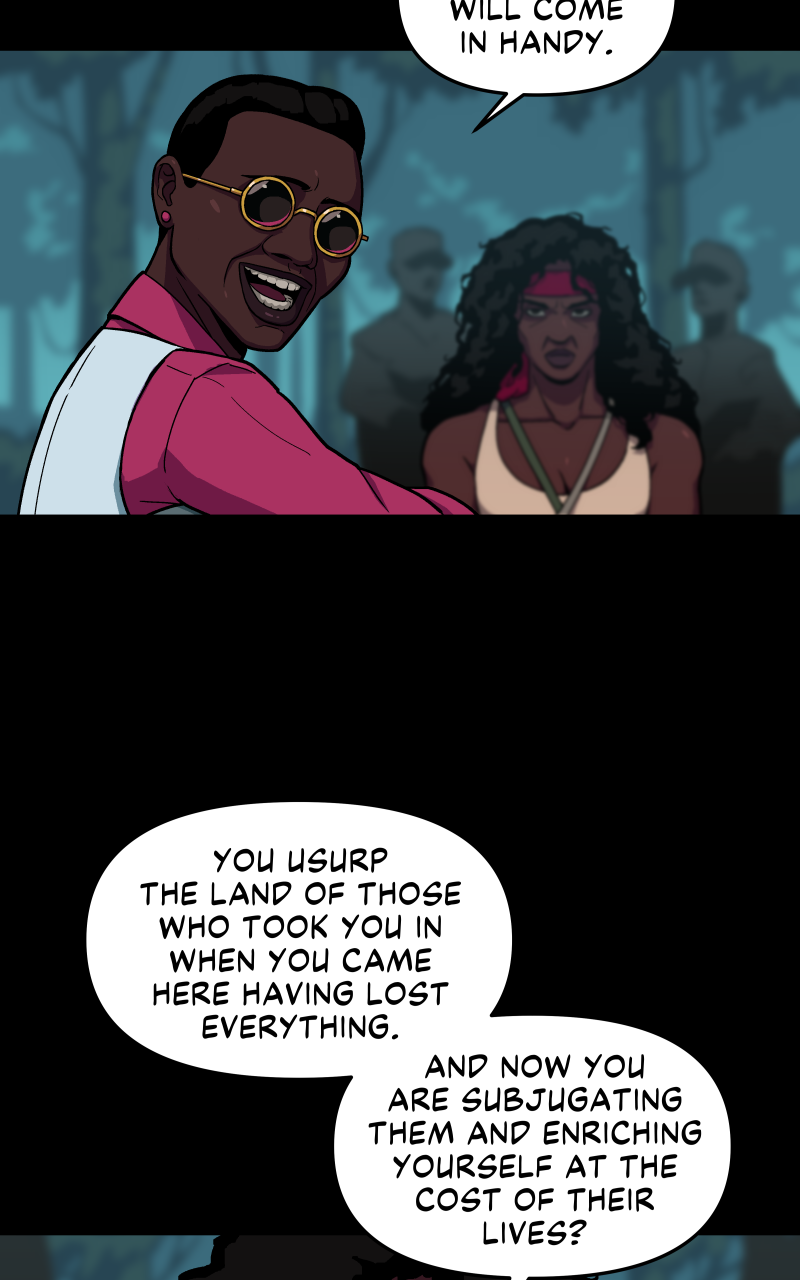 WILL COME
IN HANDY.
YOU USURP
THE LAND OF THOSE
WHO TOOK YOU IN
WHEN YOU CAME
HERE HAVING LOST
EVERYTHING.
AND NOW YOU
ARE SUBJUGATING
THEM AND ENRICHING
YOURSELF AT THE
COST OF THEIR
LIVES?